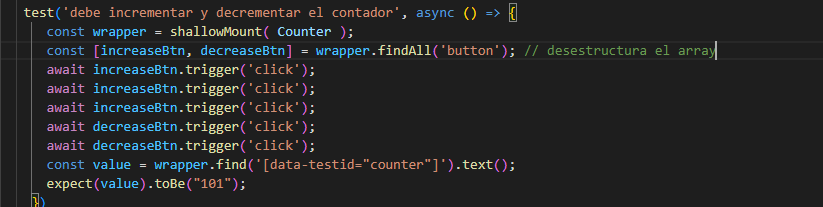 test('debe incrementar y decrementar el contador', async () => {
const wrapper = shallowMount( Counter );
const [increaseBtn, decreaseBtn] = wrapper.findAll('button'); // desestructura el array
await increaseBtn.trigger('click');
await increaseBtn.trigger('click');
await increaseBtn.trigger('click');
await decreaseBtn.trigger('click');
await decreaseBtn.trigger('click');
const value = wrapper.find('[data-testid="counter"]').text();
expect(value).toBe("101");
})